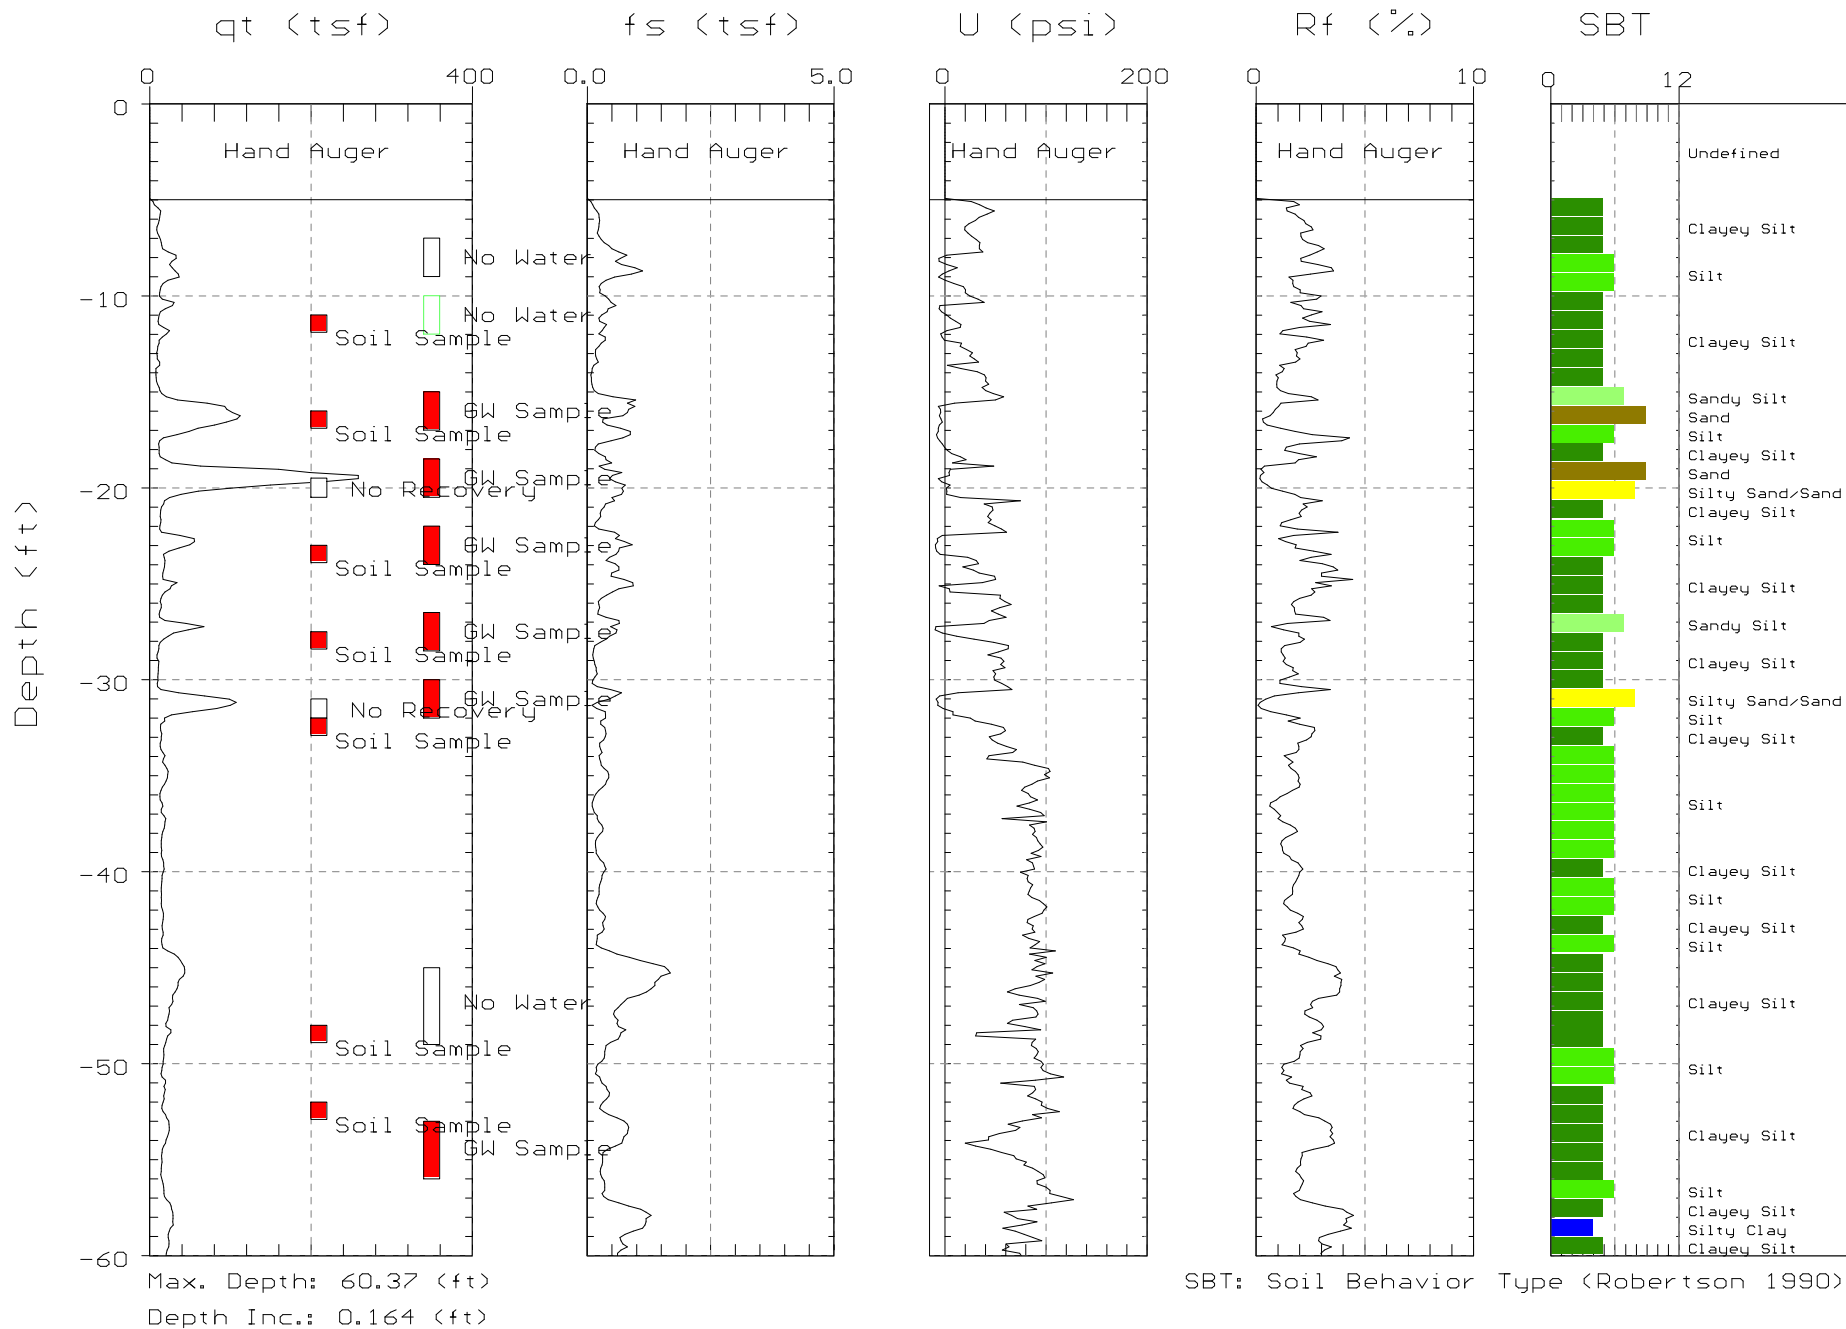 qt (tsf) fs (tsf) U (psi) Rf (%) SBT
0 400 0.0 5.0 0 200 0 10 0 12
0
Hand Auger Hand Auger Hand Auger Hand Auger Undefined
Clayey Silt
No Water
Silt
-10
No Water
Soil Sample Clayey Silt
Sandy Silt
GW Sample Sand
Soil Sample Silt
Clayey Silt
GW Sample Sand
-20 No Recovery Silty Sand/Sand
Clayey Silt
GW Sample Silt
Soil Sample
Clayey Silt
Sandy Silt
GW Sample
Soil Sample Clayey Silt
-30
GW Sample Silty Sand/Sand
No Recovery Silt
Soil Sample Clayey Silt
Depth (ft)
Silt
-40 Clayey Silt
Silt
Clayey Silt
Silt
No Water Clayey Silt
Soil Sample
-50 Silt
Soil Sample
Clayey Silt
GW Sample
Silt
Clayey Silt
Silty Clay
-60 Clayey Silt
Max. Depth: 60.37 (ft) SBT: Soil Behavior Type (Robertson 1990)
Depth Inc.: 0.164 (ft)